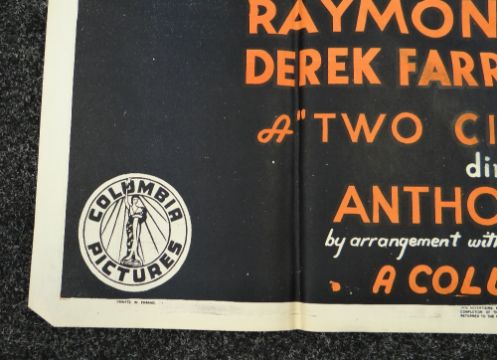 RAYMON
DEREK FARR
A "TWO CI
di
ANTHO
by arrangement with
A COLU
COLUMBIA
PICTURES